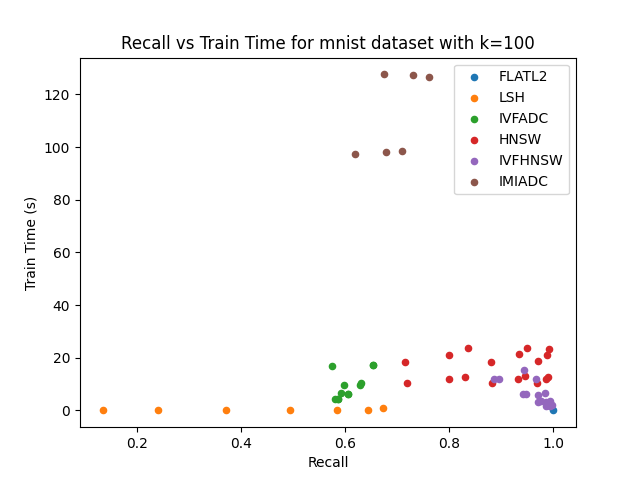 Recall vs Train Time for mnist dataset with k=100
FLATL2
LSH
IVFADC
HNSW
IVFHNSW
IMIADC
Train Time (s)
120
100
80
60
40
20
0
0.2
0.4
0.6
0.8
1.0
Recall